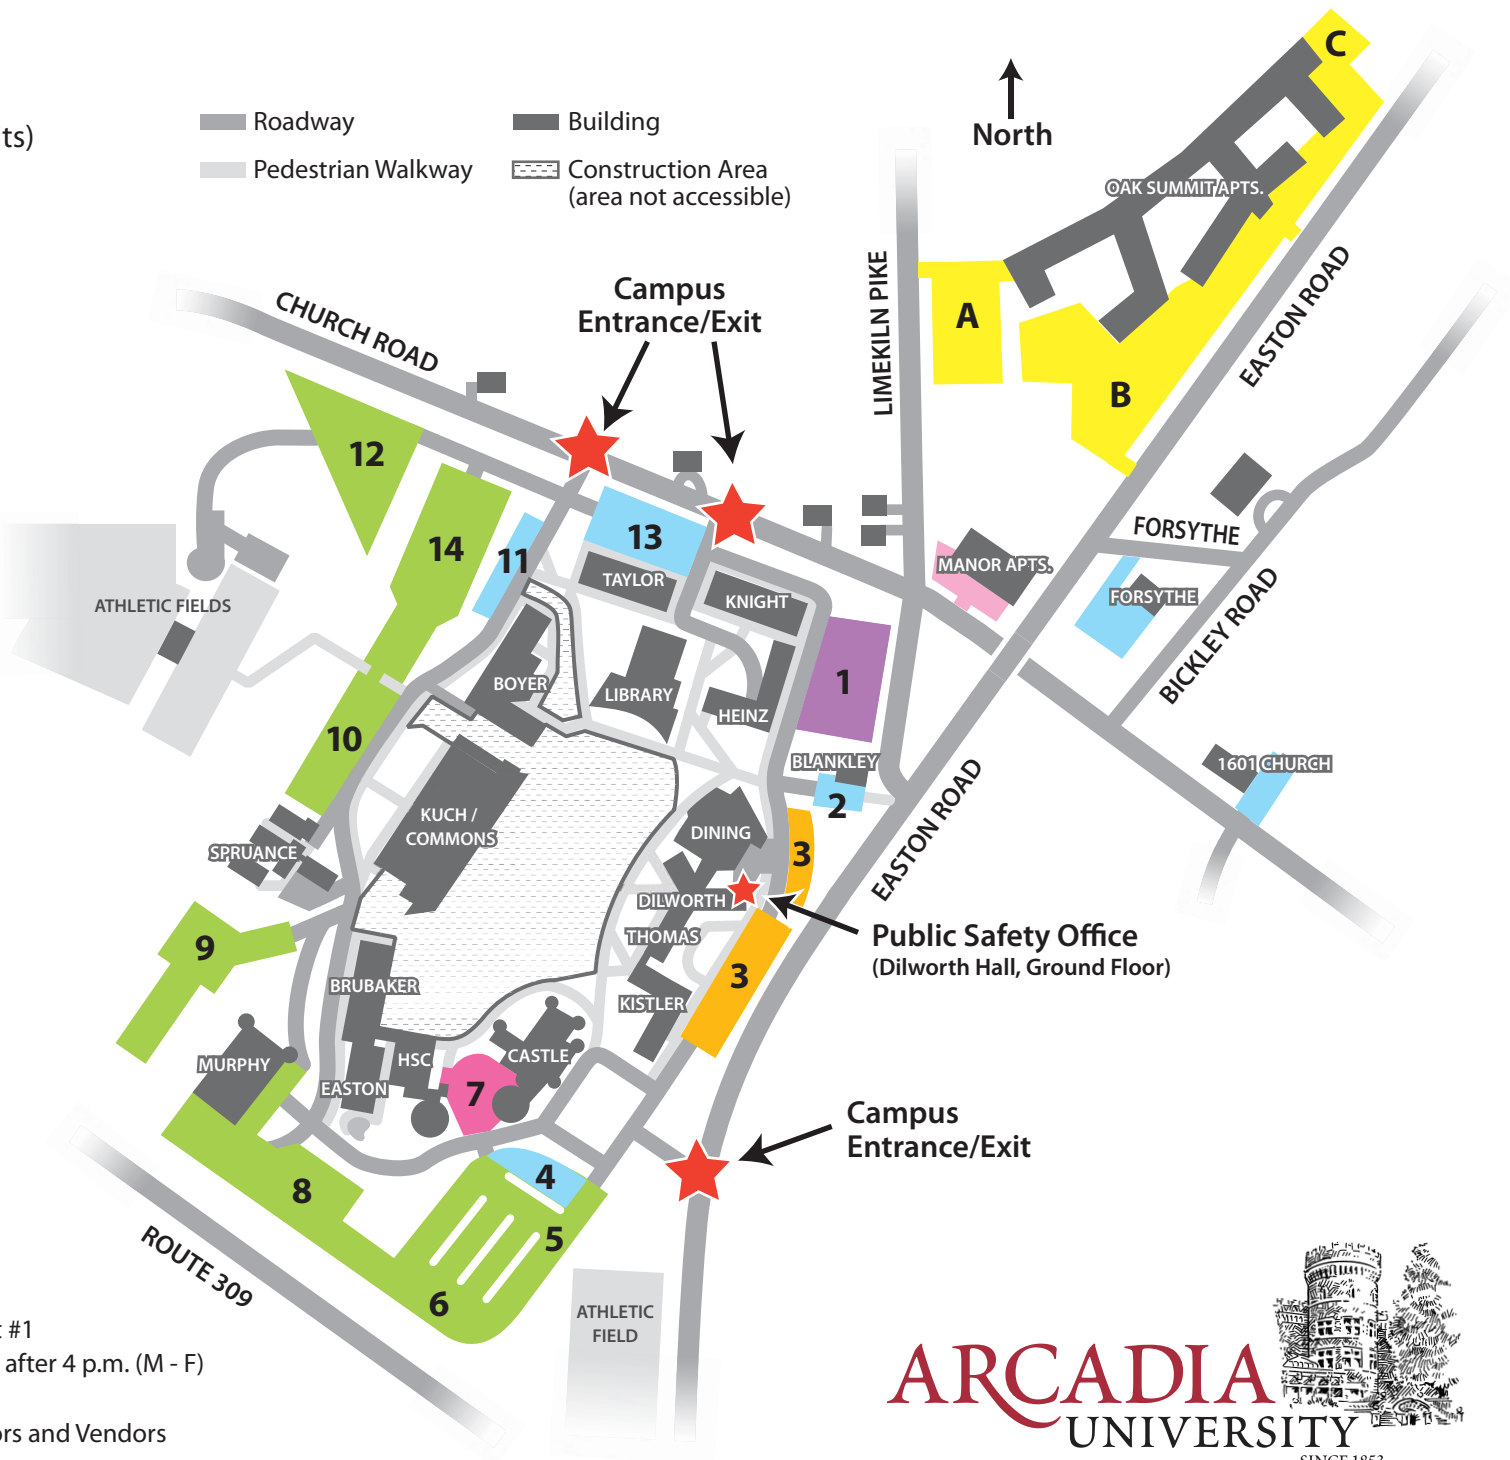 ts)
Roadway
Building
Pedestrian Walkway
Construction Area
(area not accessible)
North
C
OAK SUMMIT APTS.
LIMEKILN PIKE
EASTON ROAD
A
B
Campus
Entrance/Exit
CHURCH ROAD
12
14
11
13
TAYLOR
KNIGHT
MANOR APTS.
FORSYTHE
FORSYTHE
BICKLEY ROAD
ATHLETIC FIELDS
BOYER
LIBRARY
HEINZ
1
10
BLANKLEY
2
1601 CHURCH
KUCH /
COMMONS
DINING
3
EASTON ROAD
SPRUANCE
DILWORTH
THOMAS
Public Safety Office
(Dilworth Hall, Ground Floor)
9
BRUBAKER
KISTLER
3
MURPHY
HSC
CASTLE
EASTON
7
Campus
Entrance/Exit
4
8
5
6
ROUTE 309
ATHLETIC
FIELD
#1
after 4 p.m. (M - F)
ors and Vendors
ARCADIA
UNIVERSITY
SINCE 1853